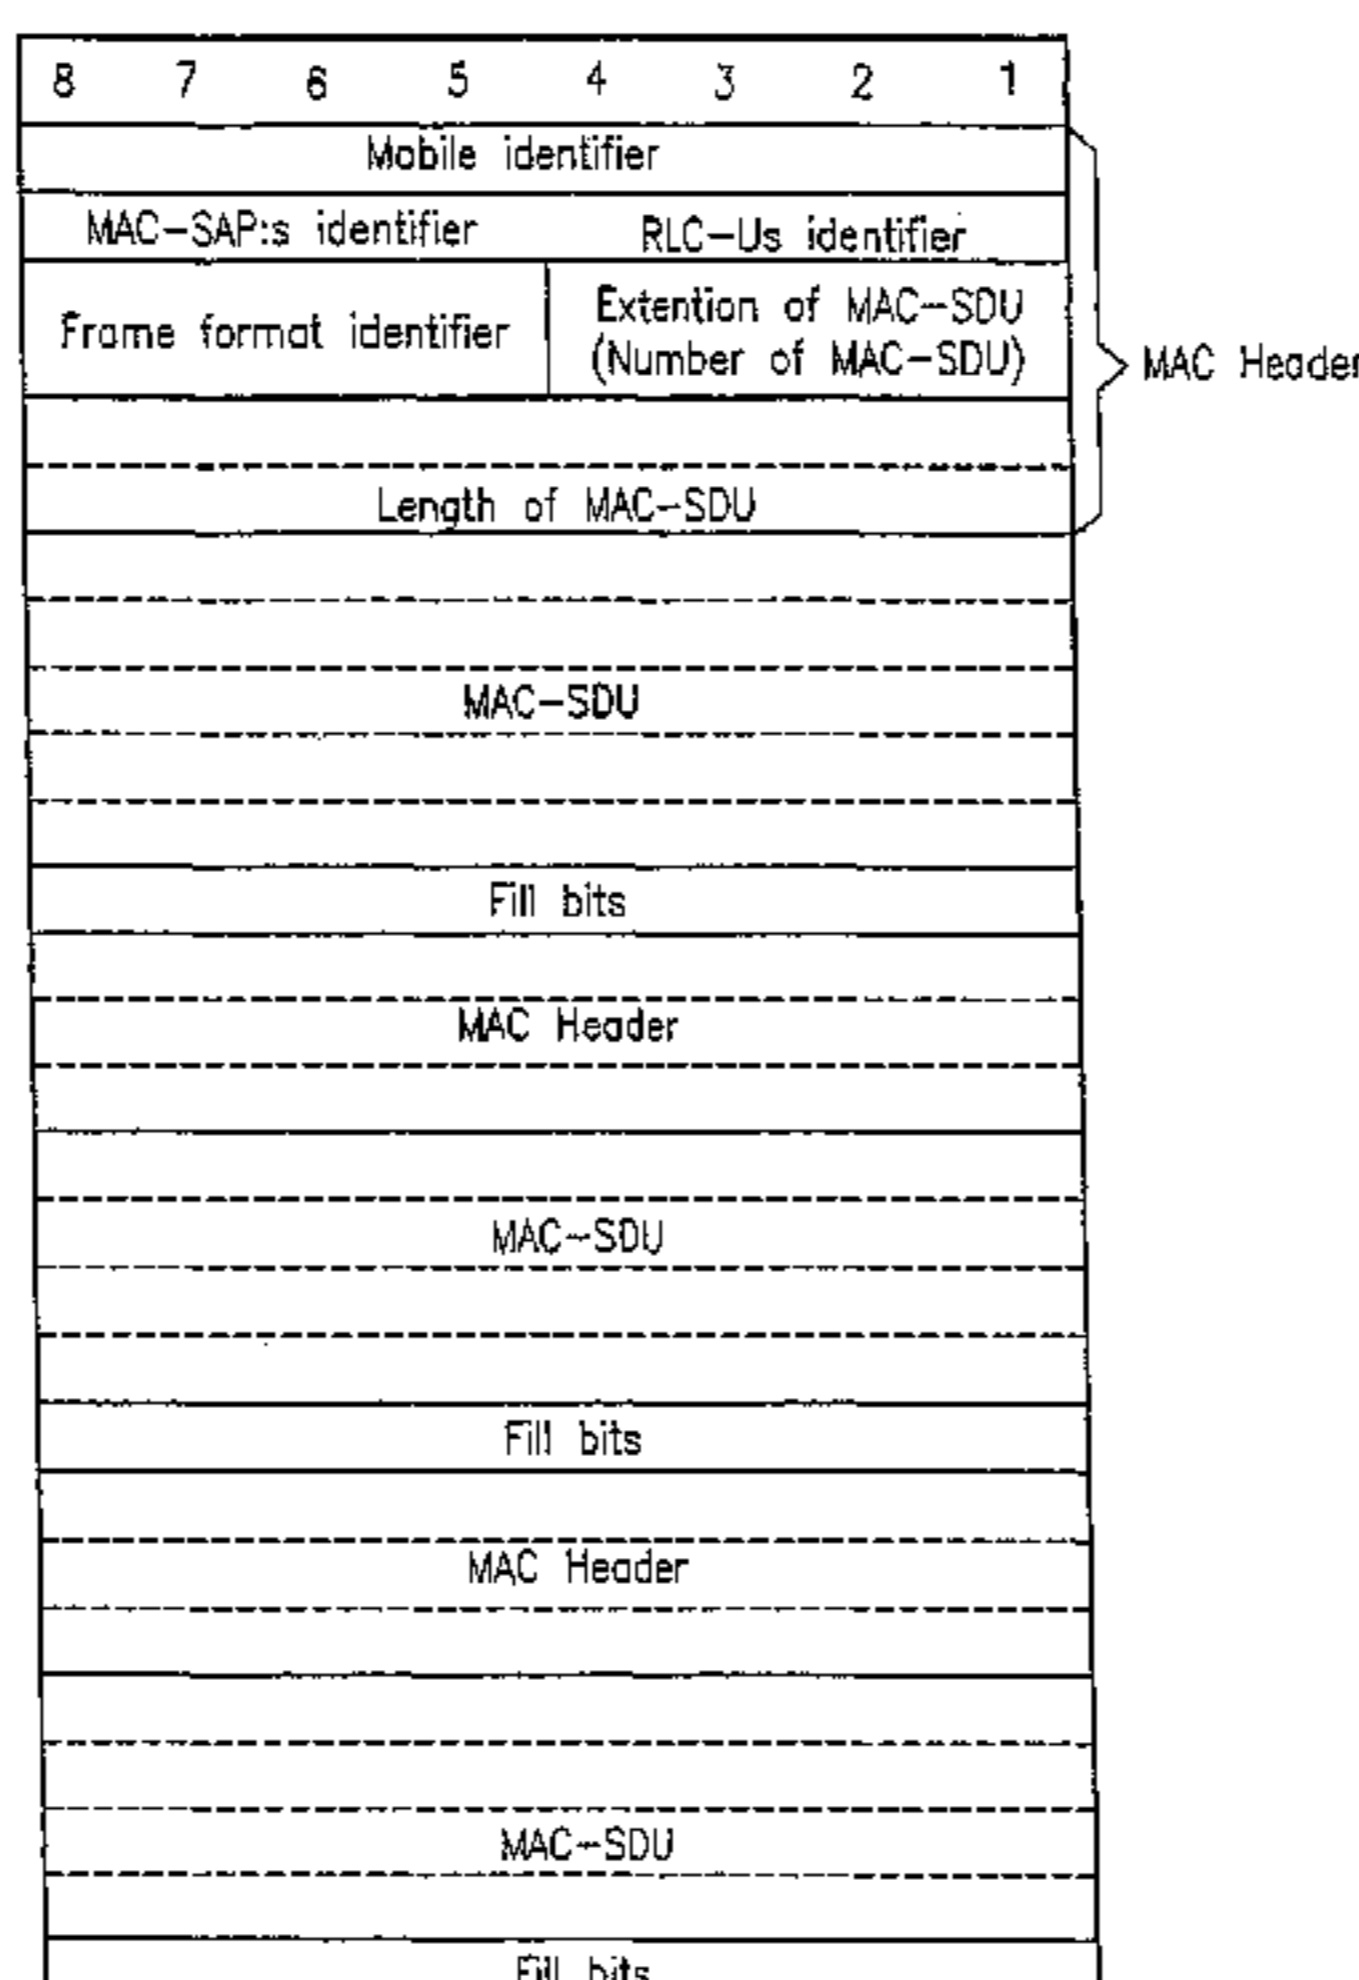 8 7 6 5 4 3 2 1
Mobile identifier
MAC-SAP:s identifier RLC-Us identifier
Frame format identifier
Extention of MAC-SDU
(Number of MAC-SDU)
MAC Header
Length of MAC-SDU
MAC-SDU
Fill bits
MAC Header
MAC-SDU
Fill bits
MAC Header
MAC-SDU
Fill bits